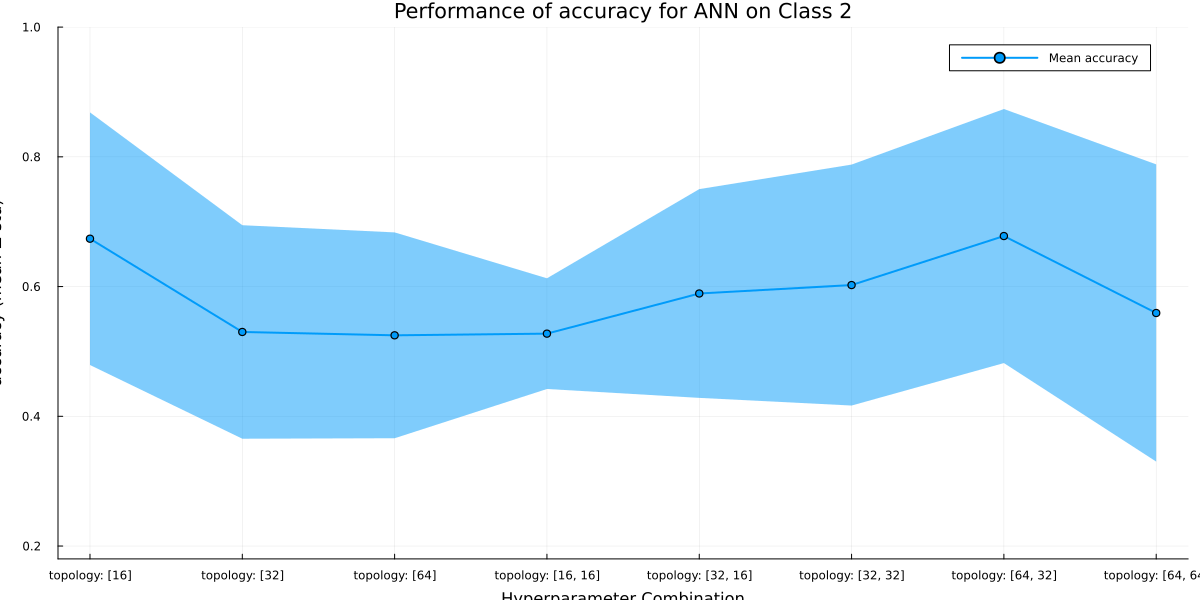 Performance of accuracy for ANN on Class 2
Mean accuracy
1.0
0.8
0.6
0.4
0.2
topology: [16]
topology: [32]
topology: [64]
topology: [16, 16]
topology: [32, 16]
topology: [32, 32]
topology: [64, 32]
topology: [64, 64
Hyperparameter Combination